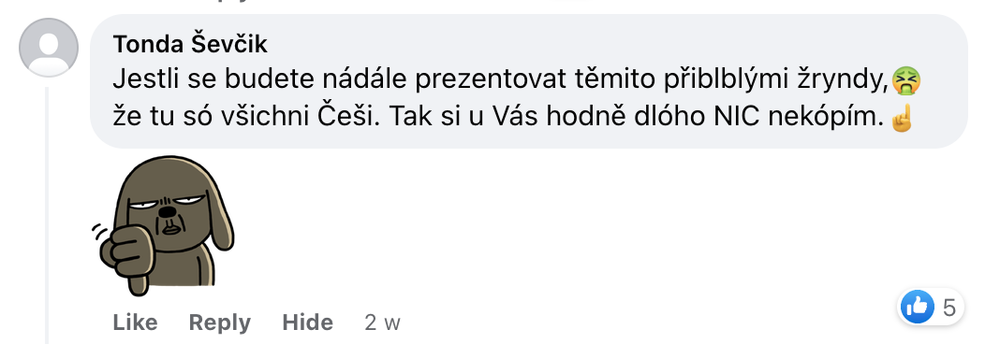 Tonda Ševčik
Jestli se budete nádále prezentovat těmito přiblblými žryndy,🤮
že tu só všichni Češi. Tak si u Vás hodně dlóho NIC nekópím.☝️
Like Reply Hide 2 w
5